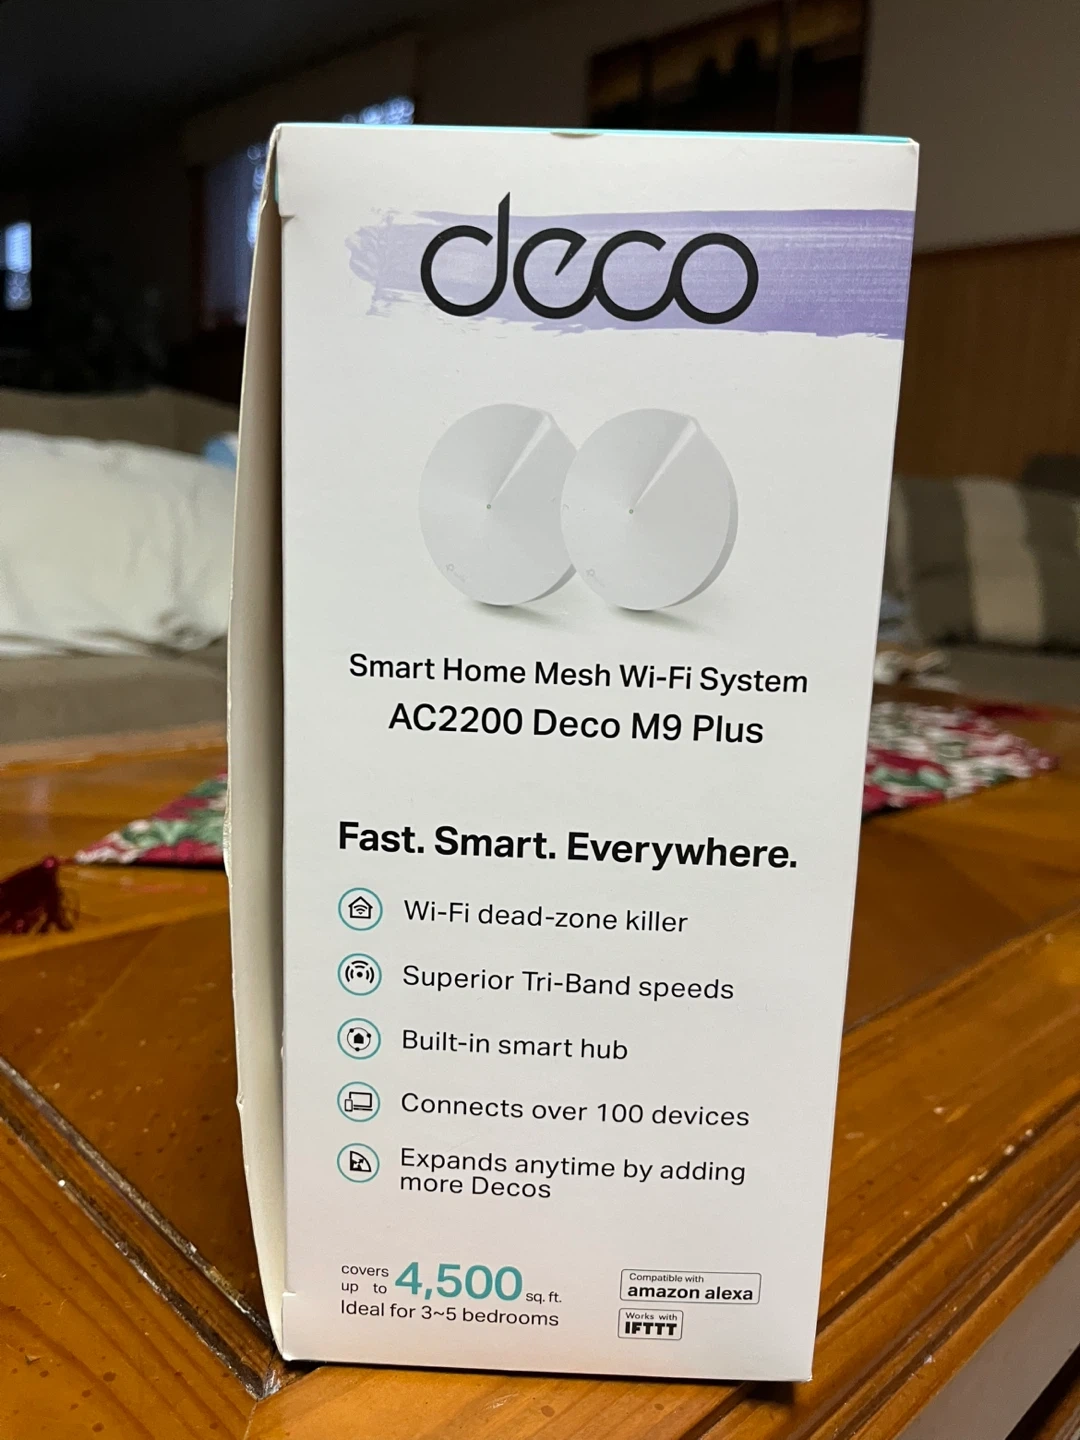 deco
Smart Home Mesh Wi-Fi System
AC2200 Deco M9 Plus
Fast. Smart. Everywhere.
Wi-Fi dead-zone killer
Superior Tri-Band speeds
Built-in smart hub
Connects over 100 devices
Expands anytime by adding
more Decos
covers
up to 4,500 sq. ft.
Ideal for 3~5 bedrooms
Compatible with
amazon alexa
Works with
IFTTT